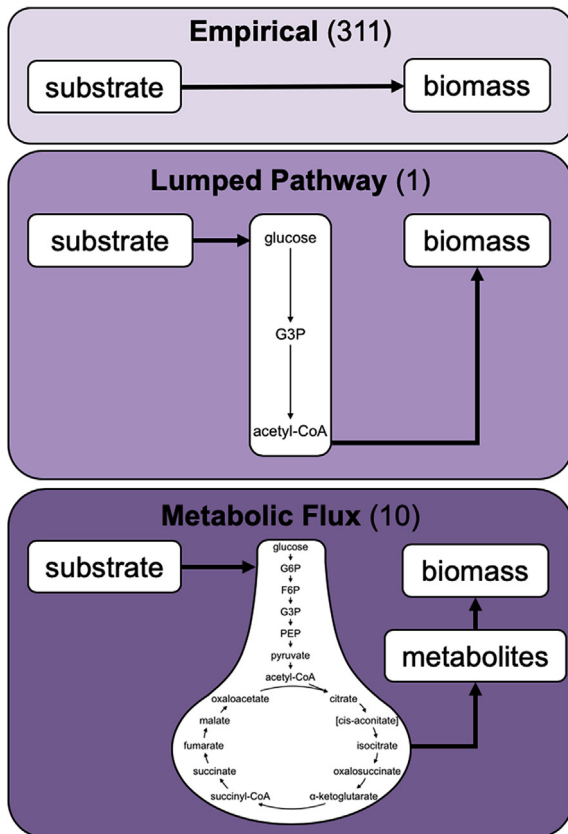 Empirical (311)
substrate
biomass
Lumped Pathway (1)
substrate
glucose
biomass
G3P
acetyl-CoA
Metabolic Flux (10)
substrate
glucose
G6P
F6P
G3P
PEP
pyruvate
acetyl-CoA
oxaloacetate
citrate
malate
[cis-aconitate]
fumarate
isocitrate
succinate
oxalosuccinate
succinyl-CoA
α-ketoglutarate
biomass
metabolites